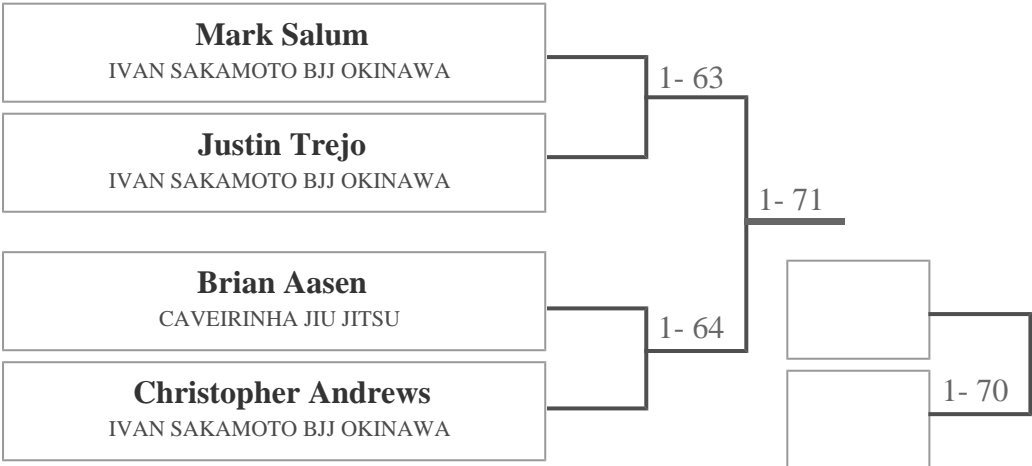 Mark Salum
IVAN SAKAMOTO BJJ OKINAWA
1- 63
Justin Trejo
IVAN SAKAMOTO BJJ OKINAWA
1- 71
Brian Aasen
CAVEIRINHA JIU JITSU
1- 64
Christopher Andrews
IVAN SAKAMOTO BJJ OKINAWA
1- 70